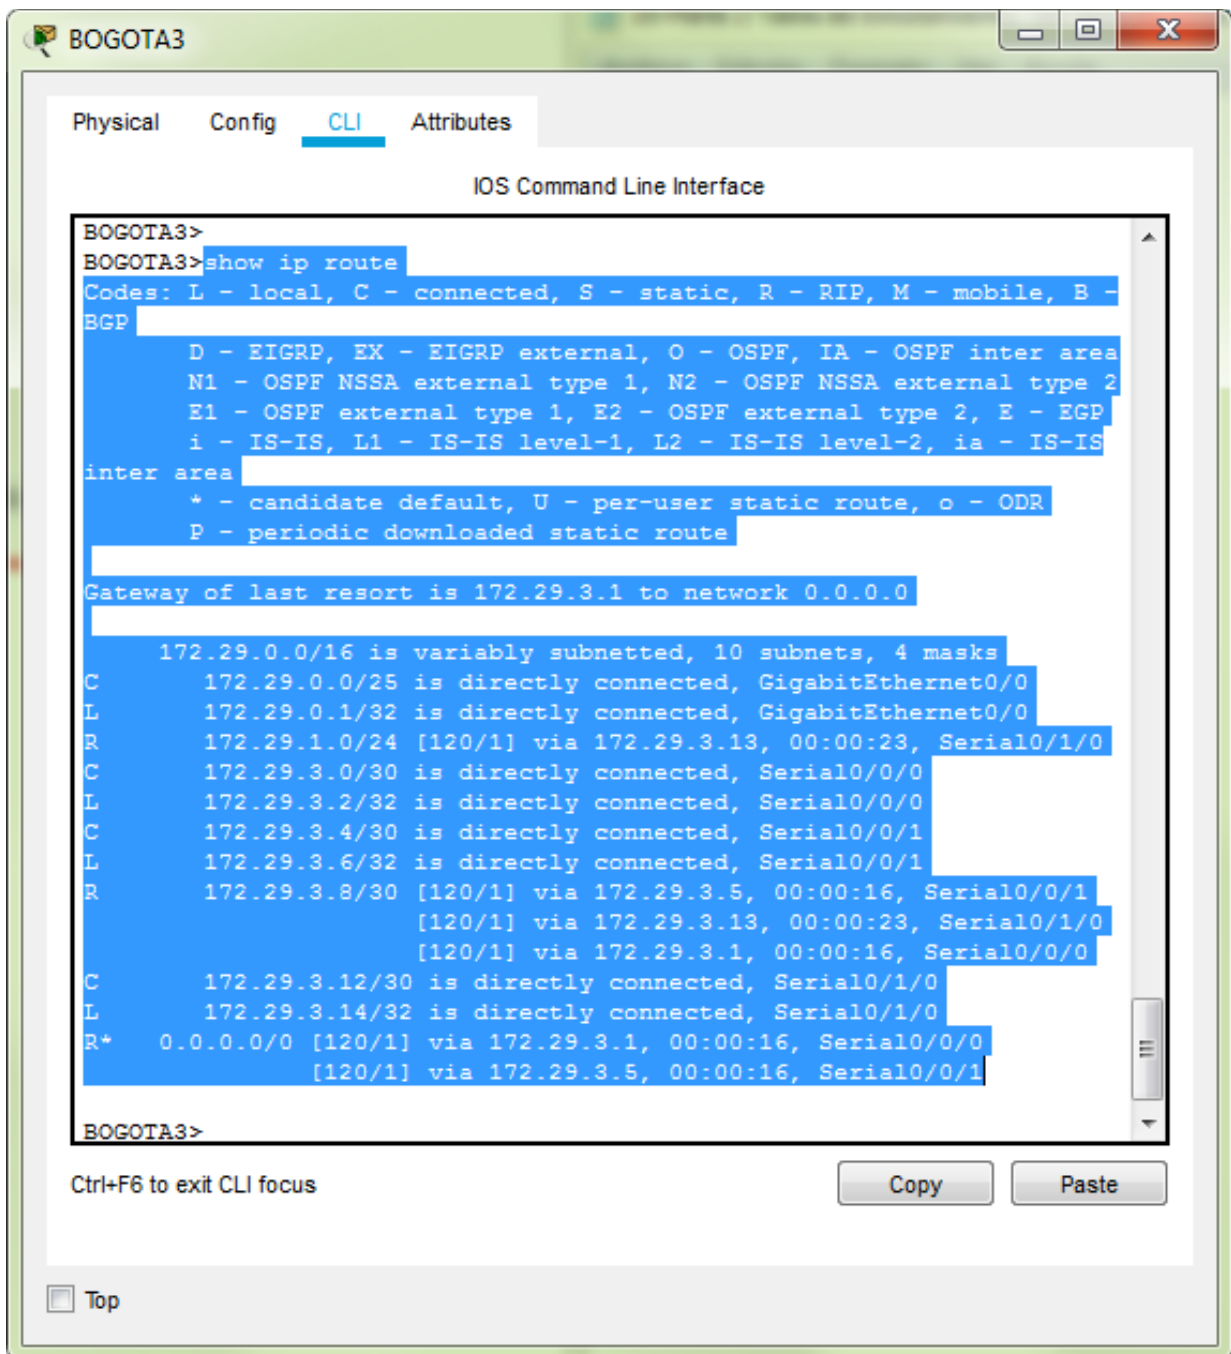 BOGOTA3
Physical Config CLI Attributes
IOS Command Line Interface
BOGOTA3>
BOGOTA3>show ip route
Codes: L - local, C - connected, S - static, R - RIP, M - mobile, B -
BGP
       D - EIGRP, EX - EIGRP external, O - OSPF, IA - OSPF inter area
       N1 - OSPF NSSA external type 1, N2 - OSPF NSSA external type 2
       E1 - OSPF external type 1, E2 - OSPF external type 2, E - EGP
       i - IS-IS, L1 - IS-IS level-1, L2 - IS-IS level-2, ia - IS-IS
inter area
       * - candidate default, U - per-user static route, o - ODR
       P - periodic downloaded static route
Gateway of last resort is 172.29.3.1 to network 0.0.0.0
     172.29.0.0/16 is variably subnetted, 10 subnets, 4 masks
C       172.29.0.0/25 is directly connected, GigabitEthernet0/0
L       172.29.0.1/32 is directly connected, GigabitEthernet0/0
R       172.29.1.0/24 [120/1] via 172.29.3.13, 00:00:23, Serial0/1/0
C       172.29.3.0/30 is directly connected, Serial0/0/0
L       172.29.3.2/32 is directly connected, Serial0/0/0
C       172.29.3.4/30 is directly connected, Serial0/0/1
L       172.29.3.6/32 is directly connected, Serial0/0/1
R       172.29.3.8/30 [120/1] via 172.29.3.5, 00:00:16, Serial0/0/1
                      [120/1] via 172.29.3.13, 00:00:23, Serial0/1/0
                      [120/1] via 172.29.3.1, 00:00:16, Serial0/0/0
C       172.29.3.12/30 is directly connected, Serial0/1/0
L       172.29.3.14/32 is directly connected, Serial0/1/0
R*   0.0.0.0/0 [120/1] via 172.29.3.1, 00:00:16, Serial0/0/0
               [120/1] via 172.29.3.5, 00:00:16, Serial0/0/1
BOGOTA3>
Ctrl+F6 to exit CLI focus
Copy Paste
Top